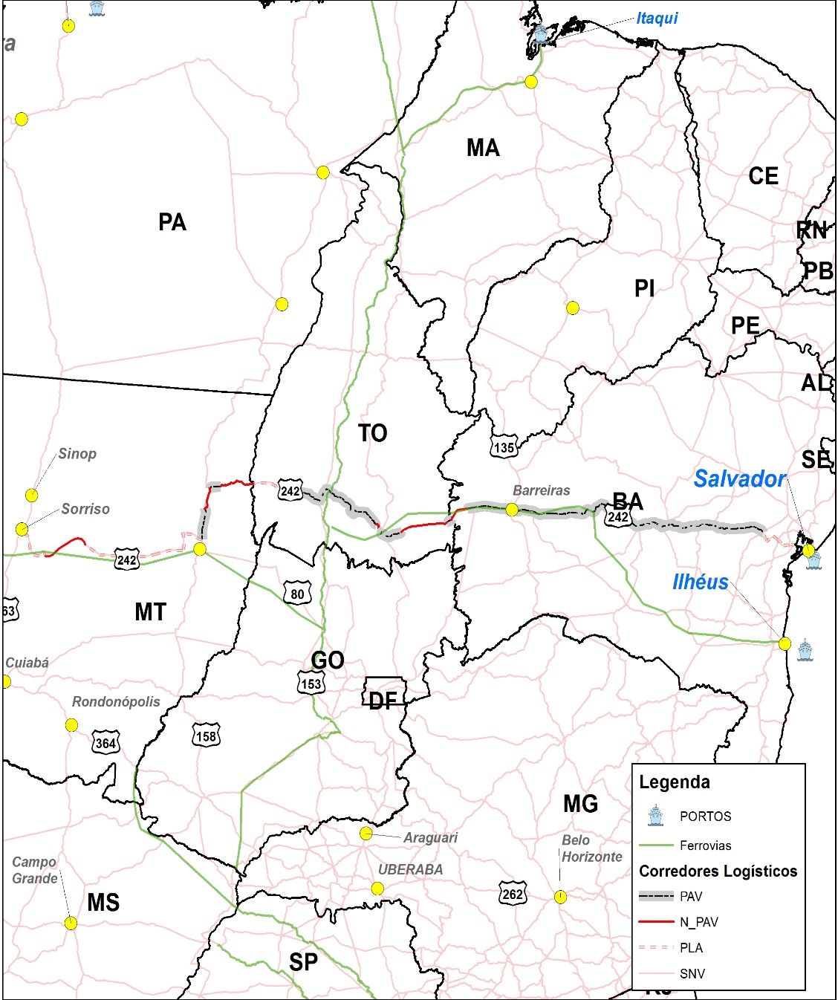 Itaqui
ra
MA
CE
PA
RN
PB
PI
PE
AL
TO
135
SE
Sinop
Salvador
242
Barreiras
BA
Sorriso
242
242
Ilhéus
80
63
MT
GO
Cuiabá
153
DF
Rondonópolis
158
364
Legenda
PORTOS
Ferrovias
Corredores Logísticos
PAV
N_PAV
PLA
SNV
MG
Araguari
Belo
Horizonte
Campo
Grande
UBERABA
262
MS
SP